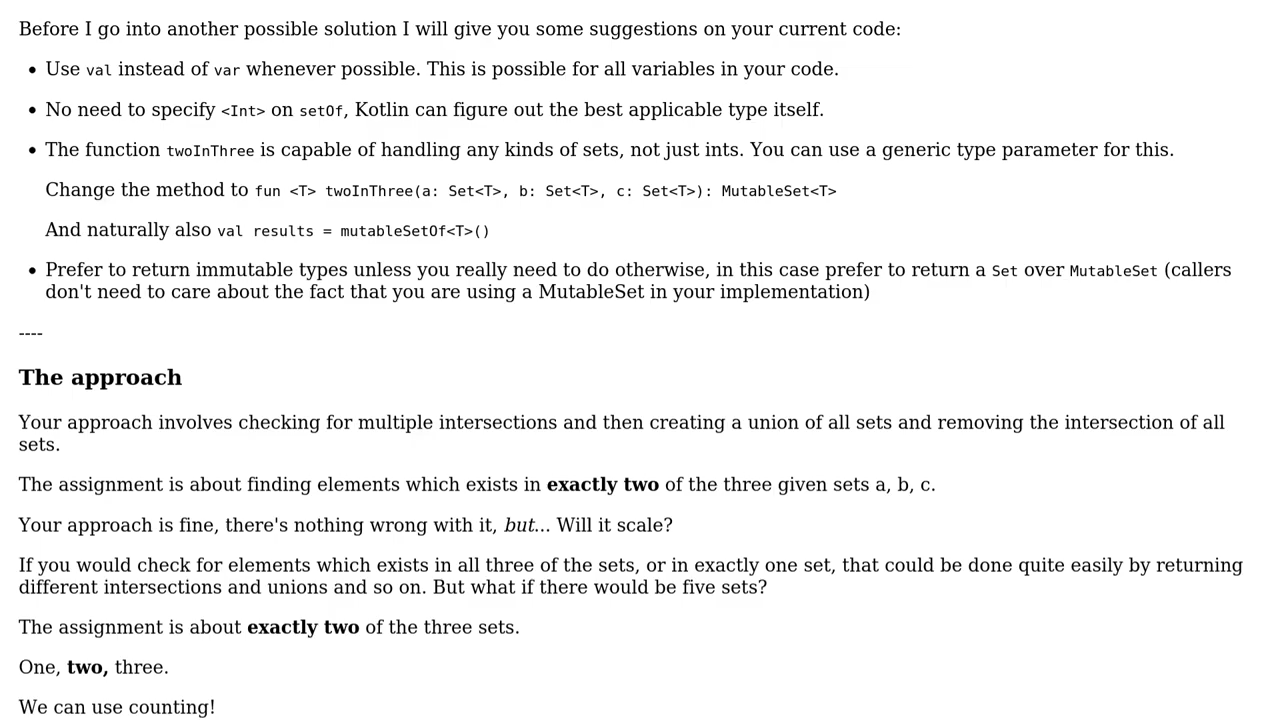 Before I go into another possible solution I will give you some suggestions on your current code:
• Use val instead of var whenever possible. This is possible for all variables in your code.
• No need to specify <Int> on setOf, Kotlin can figure out the best applicable type itself.
• The function twoInThree is capable of handling any kinds of sets, not just ints. You can use a generic type parameter for this.
Change the method to fun <T> twoInThree(a: Set<T>, b: Set<T>, c: Set<T>): MutableSet<T>
And naturally also val results = mutableSetOf<T>()
• Prefer to return immutable types unless you really need to do otherwise, in this case prefer to return a Set over MutableSet (callers
don't need to care about the fact that you are using a MutableSet in your implementation)
----
The approach
Your approach involves checking for multiple intersections and then creating a union of all sets and removing the intersection of all
sets.
The assignment is about finding elements which exists in exactly two of the three given sets a, b, c.
Your approach is fine, there's nothing wrong with it, but... Will it scale?
If you would check for elements which exists in all three of the sets, or in exactly one set, that could be done quite easily by returning
different intersections and unions and so on. But what if there would be five sets?
The assignment is about exactly two of the three sets.
One, two, three.
We can use counting!